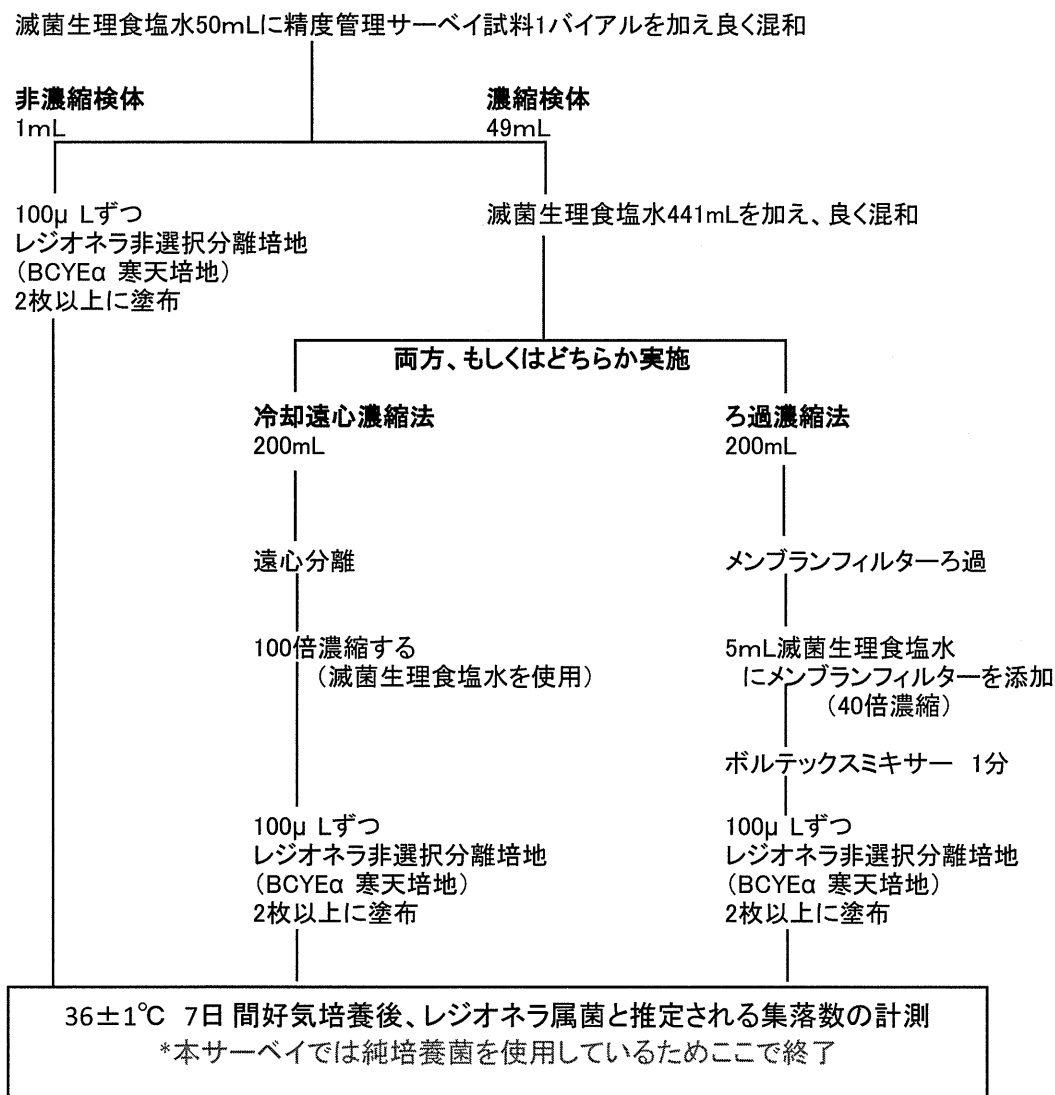 滅菌生理食塩水50mLに精度管理サーベイ試料1バイアルを加え良く混和
非濃縮検体
1mL
濃縮検体
49mL
100μ Lずつ
レジオネラ非選択分離培地
(BCYEα 寒天培地)
2枚以上に塗布
滅菌生理食塩水441mLを加え、良く混和
両方、もしくはどちらか実施
冷却遠心濃縮法
200mL
遠心分離
100倍濃縮する
(滅菌生理食塩水を使用)
100μ Lずつ
レジオネラ非選択分離培地
(BCYEα 寒天培地)
2枚以上に塗布
ろ過濃縮法
200mL
メンブランフィルターろ過
5mL滅菌生理食塩水
にメンブランフィルターを添加
(40倍濃縮)
ボルテックスミキサー 1分
100μ Lずつ
レジオネラ非選択分離培地
(BCYEα 寒天培地)
2枚以上に塗布
36±1℃ 7日間好気培養後、レジオネラ属菌と推定される集落数の計測
*本サーベイでは純培養菌を使用しているためここで終了